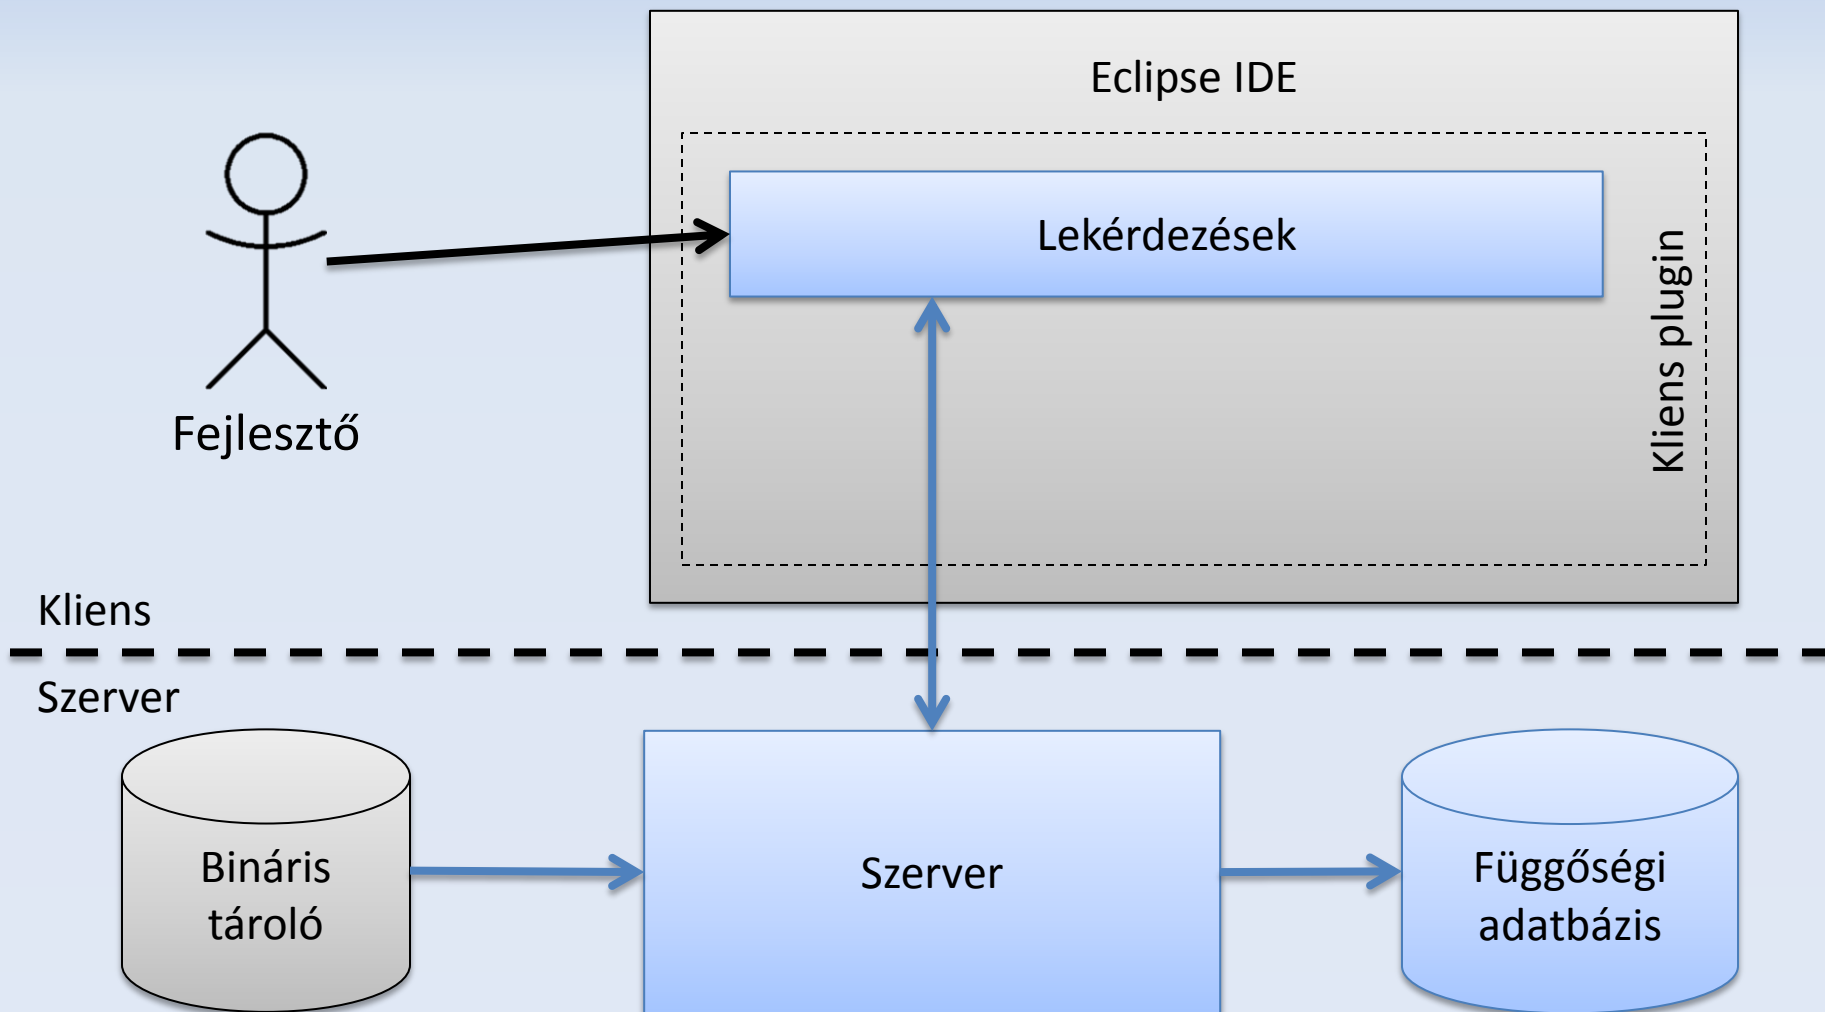 Eclipse IDE
Lekérdezések
Kliens plugin
Fejlesztő
Kliens
Szerver
Bináris
tároló
Szerver
Függőségi
adatbázis